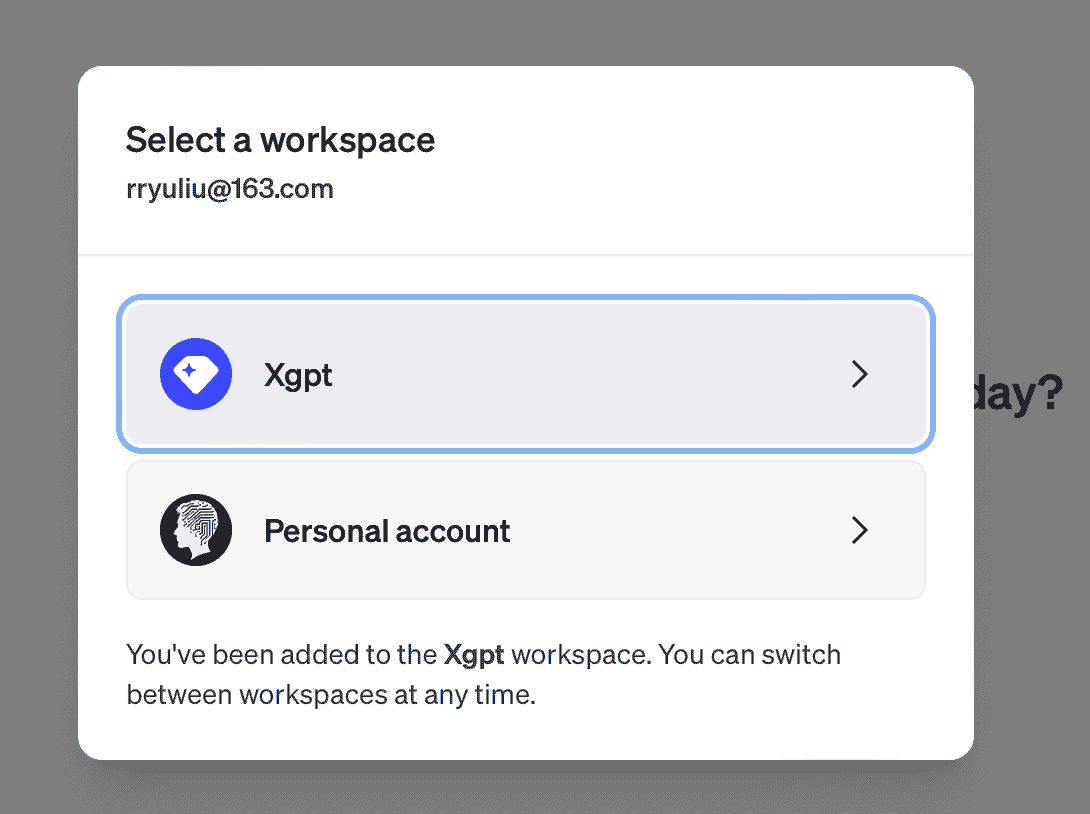 Select a workspace
rryuliu@163.com
Xgpt
day?
Personal account
You've been added to the Xgpt workspace. You can switch
between workspaces at any time.